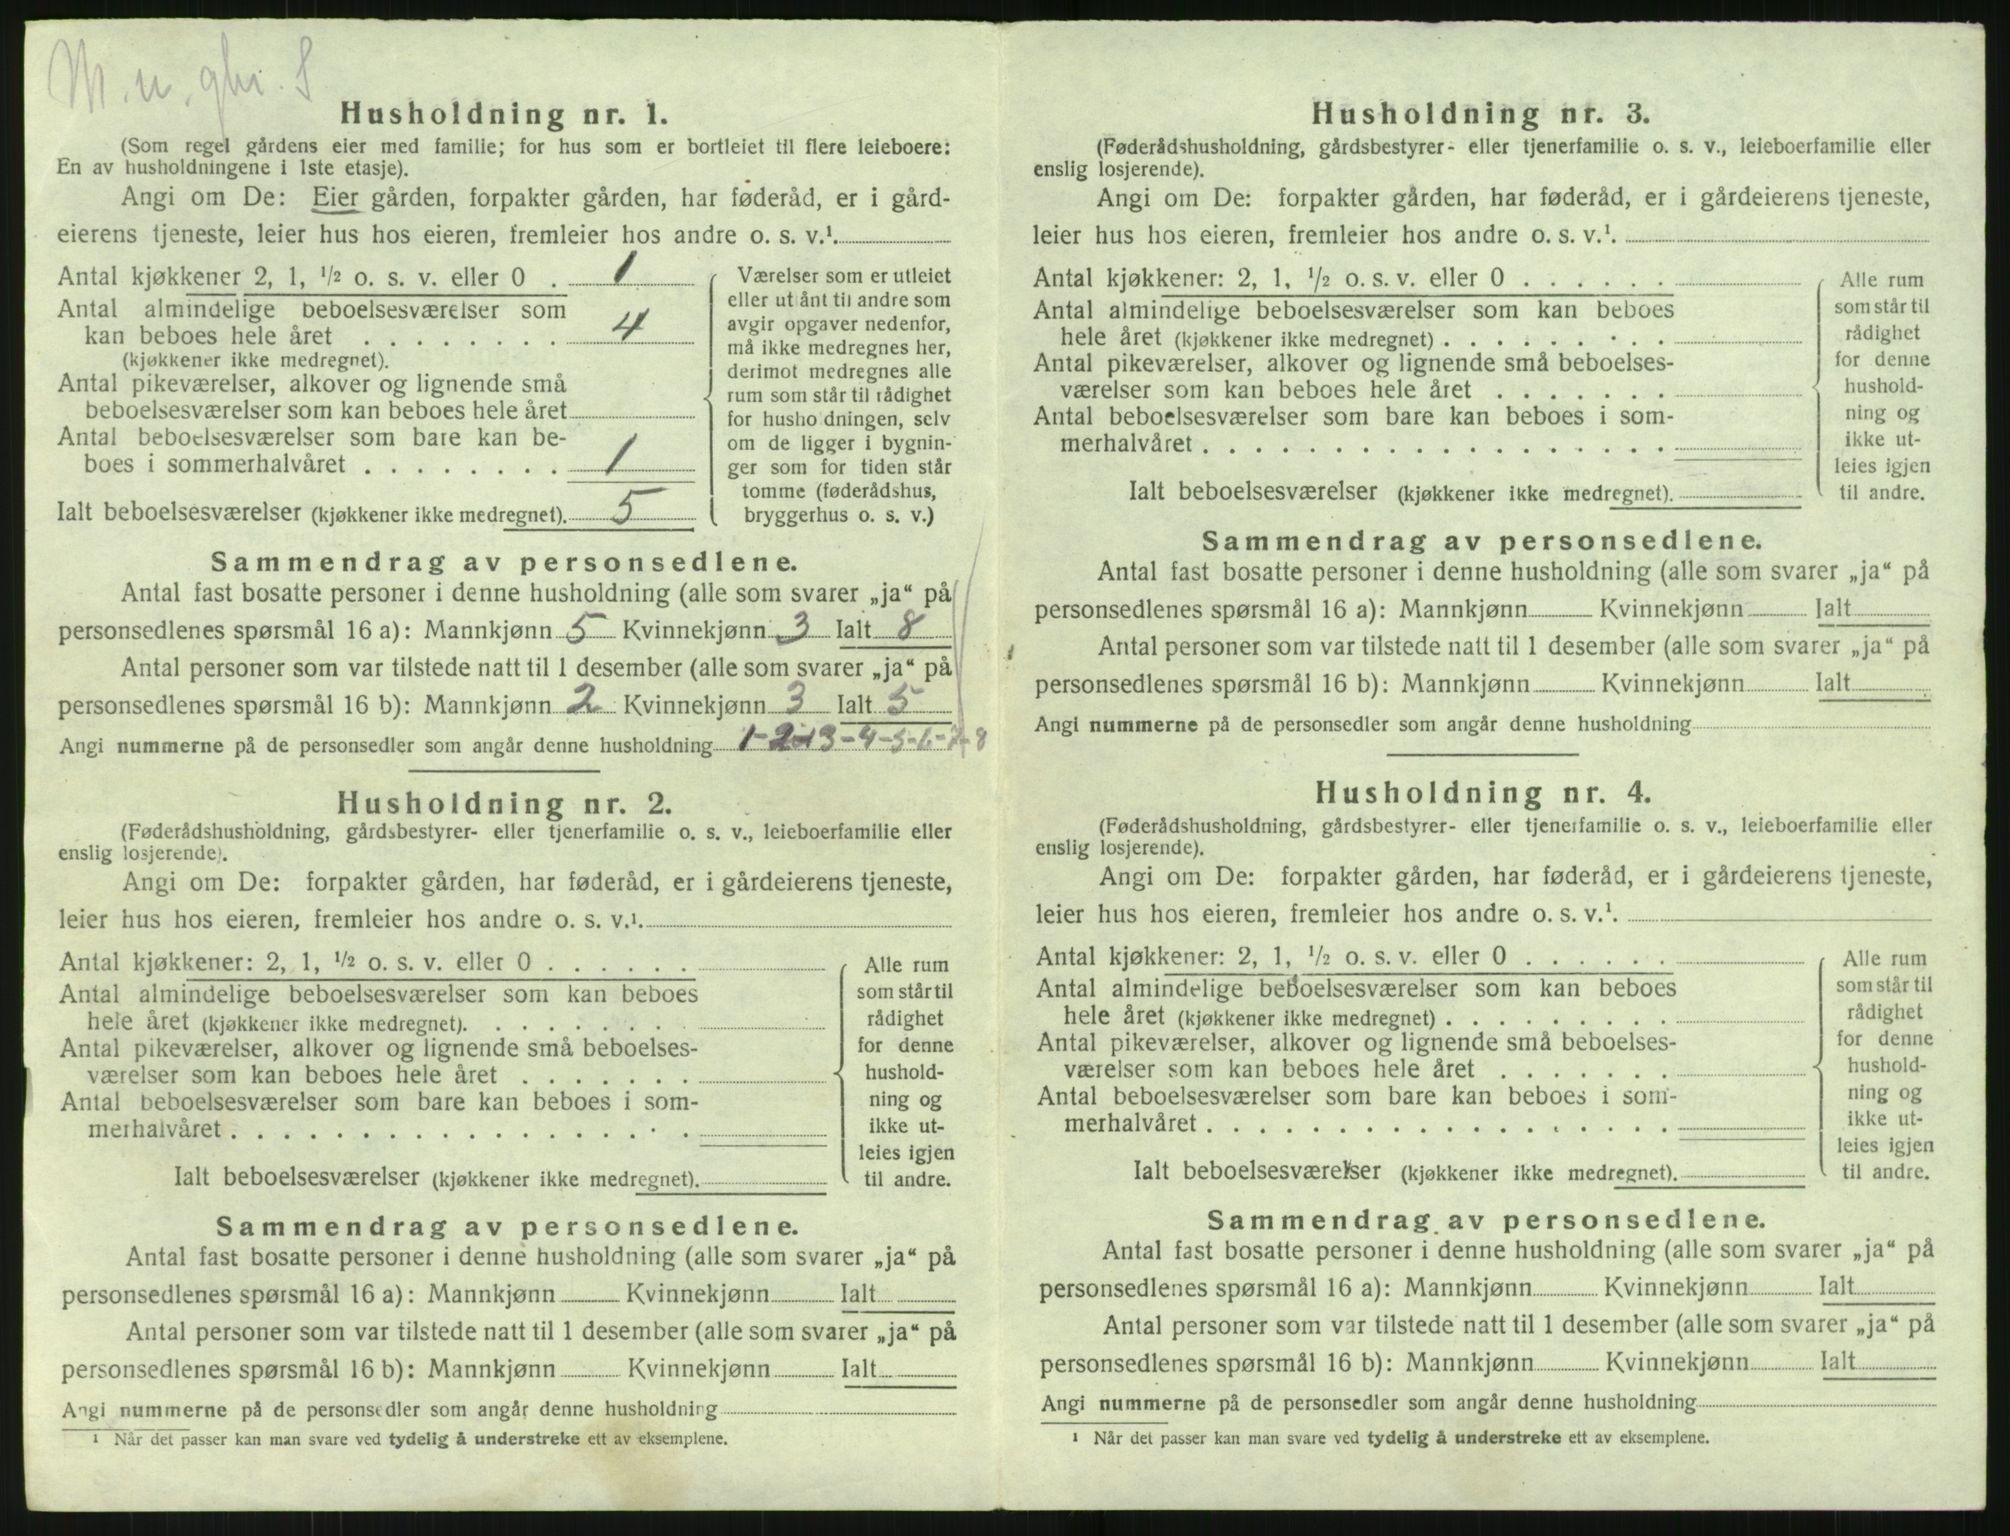 M. u. gbr. S
Husholdning nr. 1.
(Som regel gårdens eier med familie; for hus som er bortleiet til flere leieboere:
En av husholdningene i 1ste etasje).
Angi om De: Eier gården, forpakter gården, har føderåd, er i gård-
eierens tjeneste, leier hus hos eieren, fremleier hos andre o. s. v.¹.
Antal kjøkkener 2, 1, 1/2 o. s. v. eller 0 . 1
Antal almindelige beboelsesværelser som
kan beboes hele året . . . . . . . . 4
(kjøkkener ikke medregnet).
Antal pikeværelser, alkover og lignende små
beboelsesværelser som kan beboes hele året
Antal beboelsesværelser som bare kan be-
boes i sommerhalvåret . . . . . . . . 1
Ialt beboelsesværelser (kjøkkener ikke medregnet). 5
Værelser som er utleiet
eller utlånt til andre som
avgir opgaver nedenfor,
må ikke medregnes her,
derimot medregnes alle
rum som står til rådighet
for husholdningen, selv
om de ligger i bygnin-
ger som for tiden står
tomme (føderådshus,
bryggerhus o. s. v.)
Sammendrag av personsedlene.
Antal fast bosatte personer i denne husholdning (alle som svarer „ja“ på
personsedlenes spørsmål 16 a): Mannkjønn 5 Kvinnekjønn 3 Ialt 8
Antal personer som var tilstede natt til 1 desember (alle som svarer „ja“ på
personsedlenes spørsmål 16 b): Mannkjønn 2 Kvinnekjønn 3 Ialt 5
Angi nummerne på de personsedler som angår denne husholdning 1-2-3-4-5-6-7-8
Husholdning nr. 2.
(Føderådshusholdning, gårdsbestyrer- eller tjenerfamilie o. s. v., leieboerfamilie eller
enslig losjerende).
Angi om De: forpakter gården, har føderåd, er i gårdeierens tjeneste,
leier hus hos eieren, fremleier hos andre o. s. v.¹.
Antal kjøkkener: 2, 1, 1/2 o. s. v. eller 0 . . . . . .
Antal almindelige beboelsesværelser som kan beboes
hele året (kjøkkener ikke medregnet). . . . . . . .
Antal pikeværelser, alkover og lignende små beboelses-
værelser som kan beboes hele året . . . . . . .
Antal beboelsesværelser som bare kan beboes i som-
merhalvåret . . . . . . . . . . . . . . . . . .
Ialt beboelsesværelser (kjøkkener ikke medregnet).
Alle rum
som står til
rådighet
for denne
hushold-
ning og
ikke ut-
leies igjen
til andre.
Sammendrag av personsedlene.
Antal fast bosatte personer i denne husholdning (alle som svarer „ja“ på
personsedlenes spørsmål 16 a): Mannkjønn Kvinnekjønn Ialt
Antal personer som var tilstede natt til 1 desember (alle som svarer „ja“ på
personsedlenes spørsmål 16 b): Mannkjønn Kvinnekjønn Ialt
Angi nummerne på de personsedler som angår denne husholdning
¹ Når det passer kan man svare ved tydelig å understreke ett av eksemplene.
Husholdning nr. 3.
(Føderådshusholdning, gårdsbestyrer- eller tjenerfamilie o. s. v., leieboerfamilie eller
enslig losjerende).
Angi om De: forpakter gården, har føderåd, er i gårdeierens tjeneste,
leier hus hos eieren, fremleier hos andre o. s. v.¹.
Antal kjøkkener: 2, 1, 1/2 o. s. v. eller 0 . . . . . .
Antal almindelige beboelsesværelser som kan beboes
hele året (kjøkkener ikke medregnet) . . . . . . . . .
Antal pikeværelser, alkover og lignende små beboelses-
værelser som kan beboes hele året . . . . . . .
Antal beboelsesværelser som bare kan beboes i som-
merhalvåret . . . . . . . . . . . . . . . . . .
Ialt beboelsesværelser (kjøkkener ikke medregnet).
Alle rum
som står til
rådighet
for denne
hushold-
ning og
ikke ut-
leies igjen
til andre.
Sammendrag av personsedlene.
Antal fast bosatte personer i denne husholdning (alle som svarer „ja“ på
personsedlenes spørsmål 16 a): Mannkjønn Kvinnekjønn Ialt
Antal personer som var tilstede natt til 1 desember (alle som svarer „ja“ på
personsedlenes spørsmål 16 b): Mannkjønn Kvinnekjønn Ialt
Angi nummerne på de personsedler som angår denne husholdning
Husholdning nr. 4.
(Føderådshusholdning, gårdsbestyrer- eller tjenerfamilie o. s. v., leieboerfamilie eller
enslig losjerende).
Angi om De: forpakter gården, har føderåd, er i gårdeierens tjeneste,
leier hus hos eieren, fremleier hos andre o. s. v.¹.
Antal kjøkkener: 2, 1, 1/2 o. s. v. eller 0 . . . . . .
Antal almindelige beboelsesværelser som kan beboes
hele året (kjøkkener ikke medregnet) . . . . . . . . .
Antal pikeværelser, alkover og lignende små beboelses-
værelser som kan beboes hele året . . . . . . .
Antal beboelsesværelser som bare kan beboes i som-
merhalvåret . . . . . . . . . . . . . . . . . .
Ialt beboelsesværelser (kjøkkener ikke medregnet).
Alle rum
som står til
rådighet
for denne
hushold-
ning og
ikke ut-
leies igjen
til andre.
Sammendrag av personsedlene.
Antal fast bosatte personer i denne husholdning (alle som svarer „ja“ på
personsedlenes spørsmål 16 a): Mannkjønn Kvinnekjønn Ialt
Antal personer som var tilstede natt til 1 desember (alle som svarer „ja“ på
personsedlenes spørsmål 16 b): Mannkjønn Kvinnekjønn Ialt
Angi nummerne på de personsedler som angår denne husholdning
¹ Når det passer kan man svare ved tydelig å understreke ett av eksemplene.